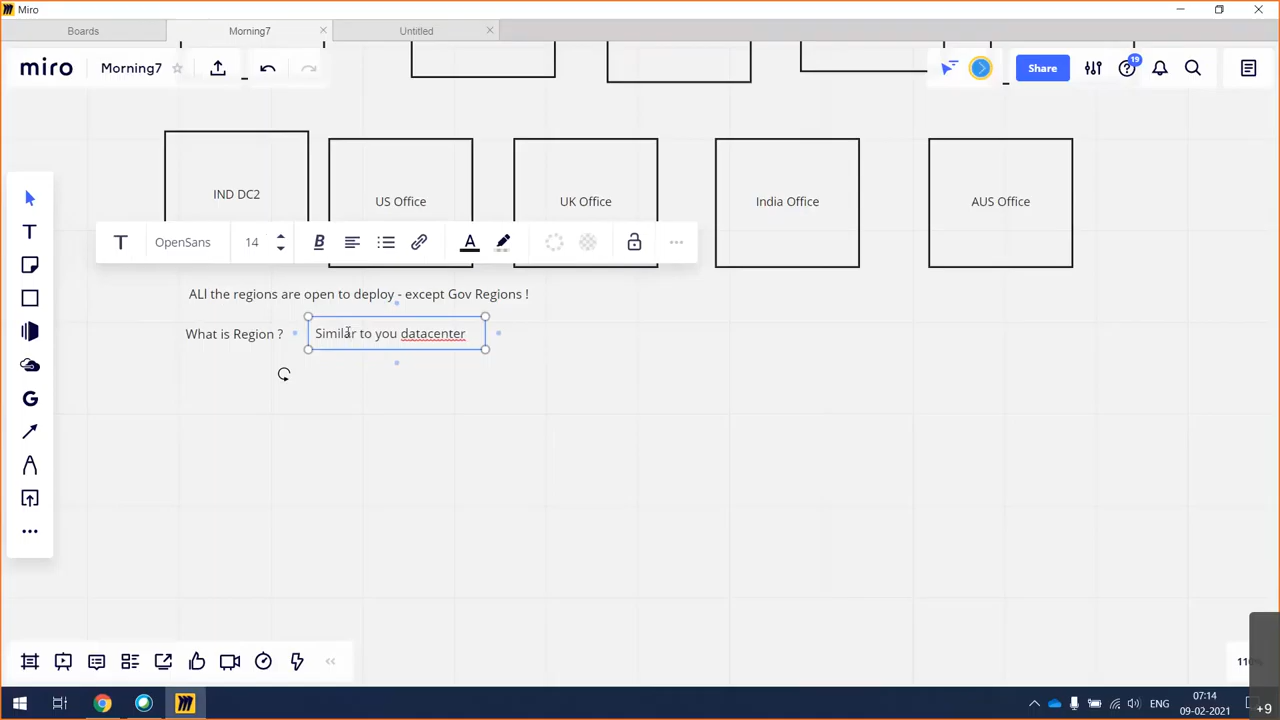 Miro
Boards
Morning7
Untitled
miro
Morning7
19
Share
IND DC2
US Office
UK Office
India Office
AUS Office
OpenSans
14
B
A
ALl the regions are open to deploy - except Gov Regions !
What is Region ?
Similar to you datacenter
ENG
07:14
09-02-2021
+9